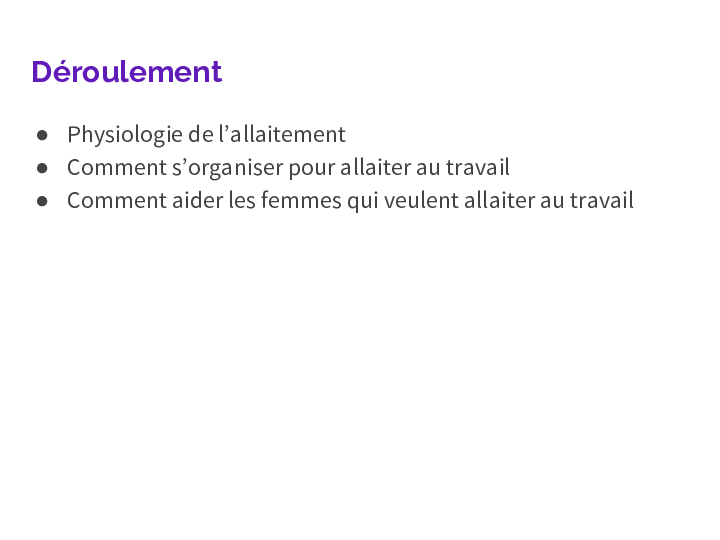 Déroulement
● Physiologie de l’allaitement
● Comment s’organiser pour allaiter au travail
● Comment aider les femmes qui veulent allaiter au travail